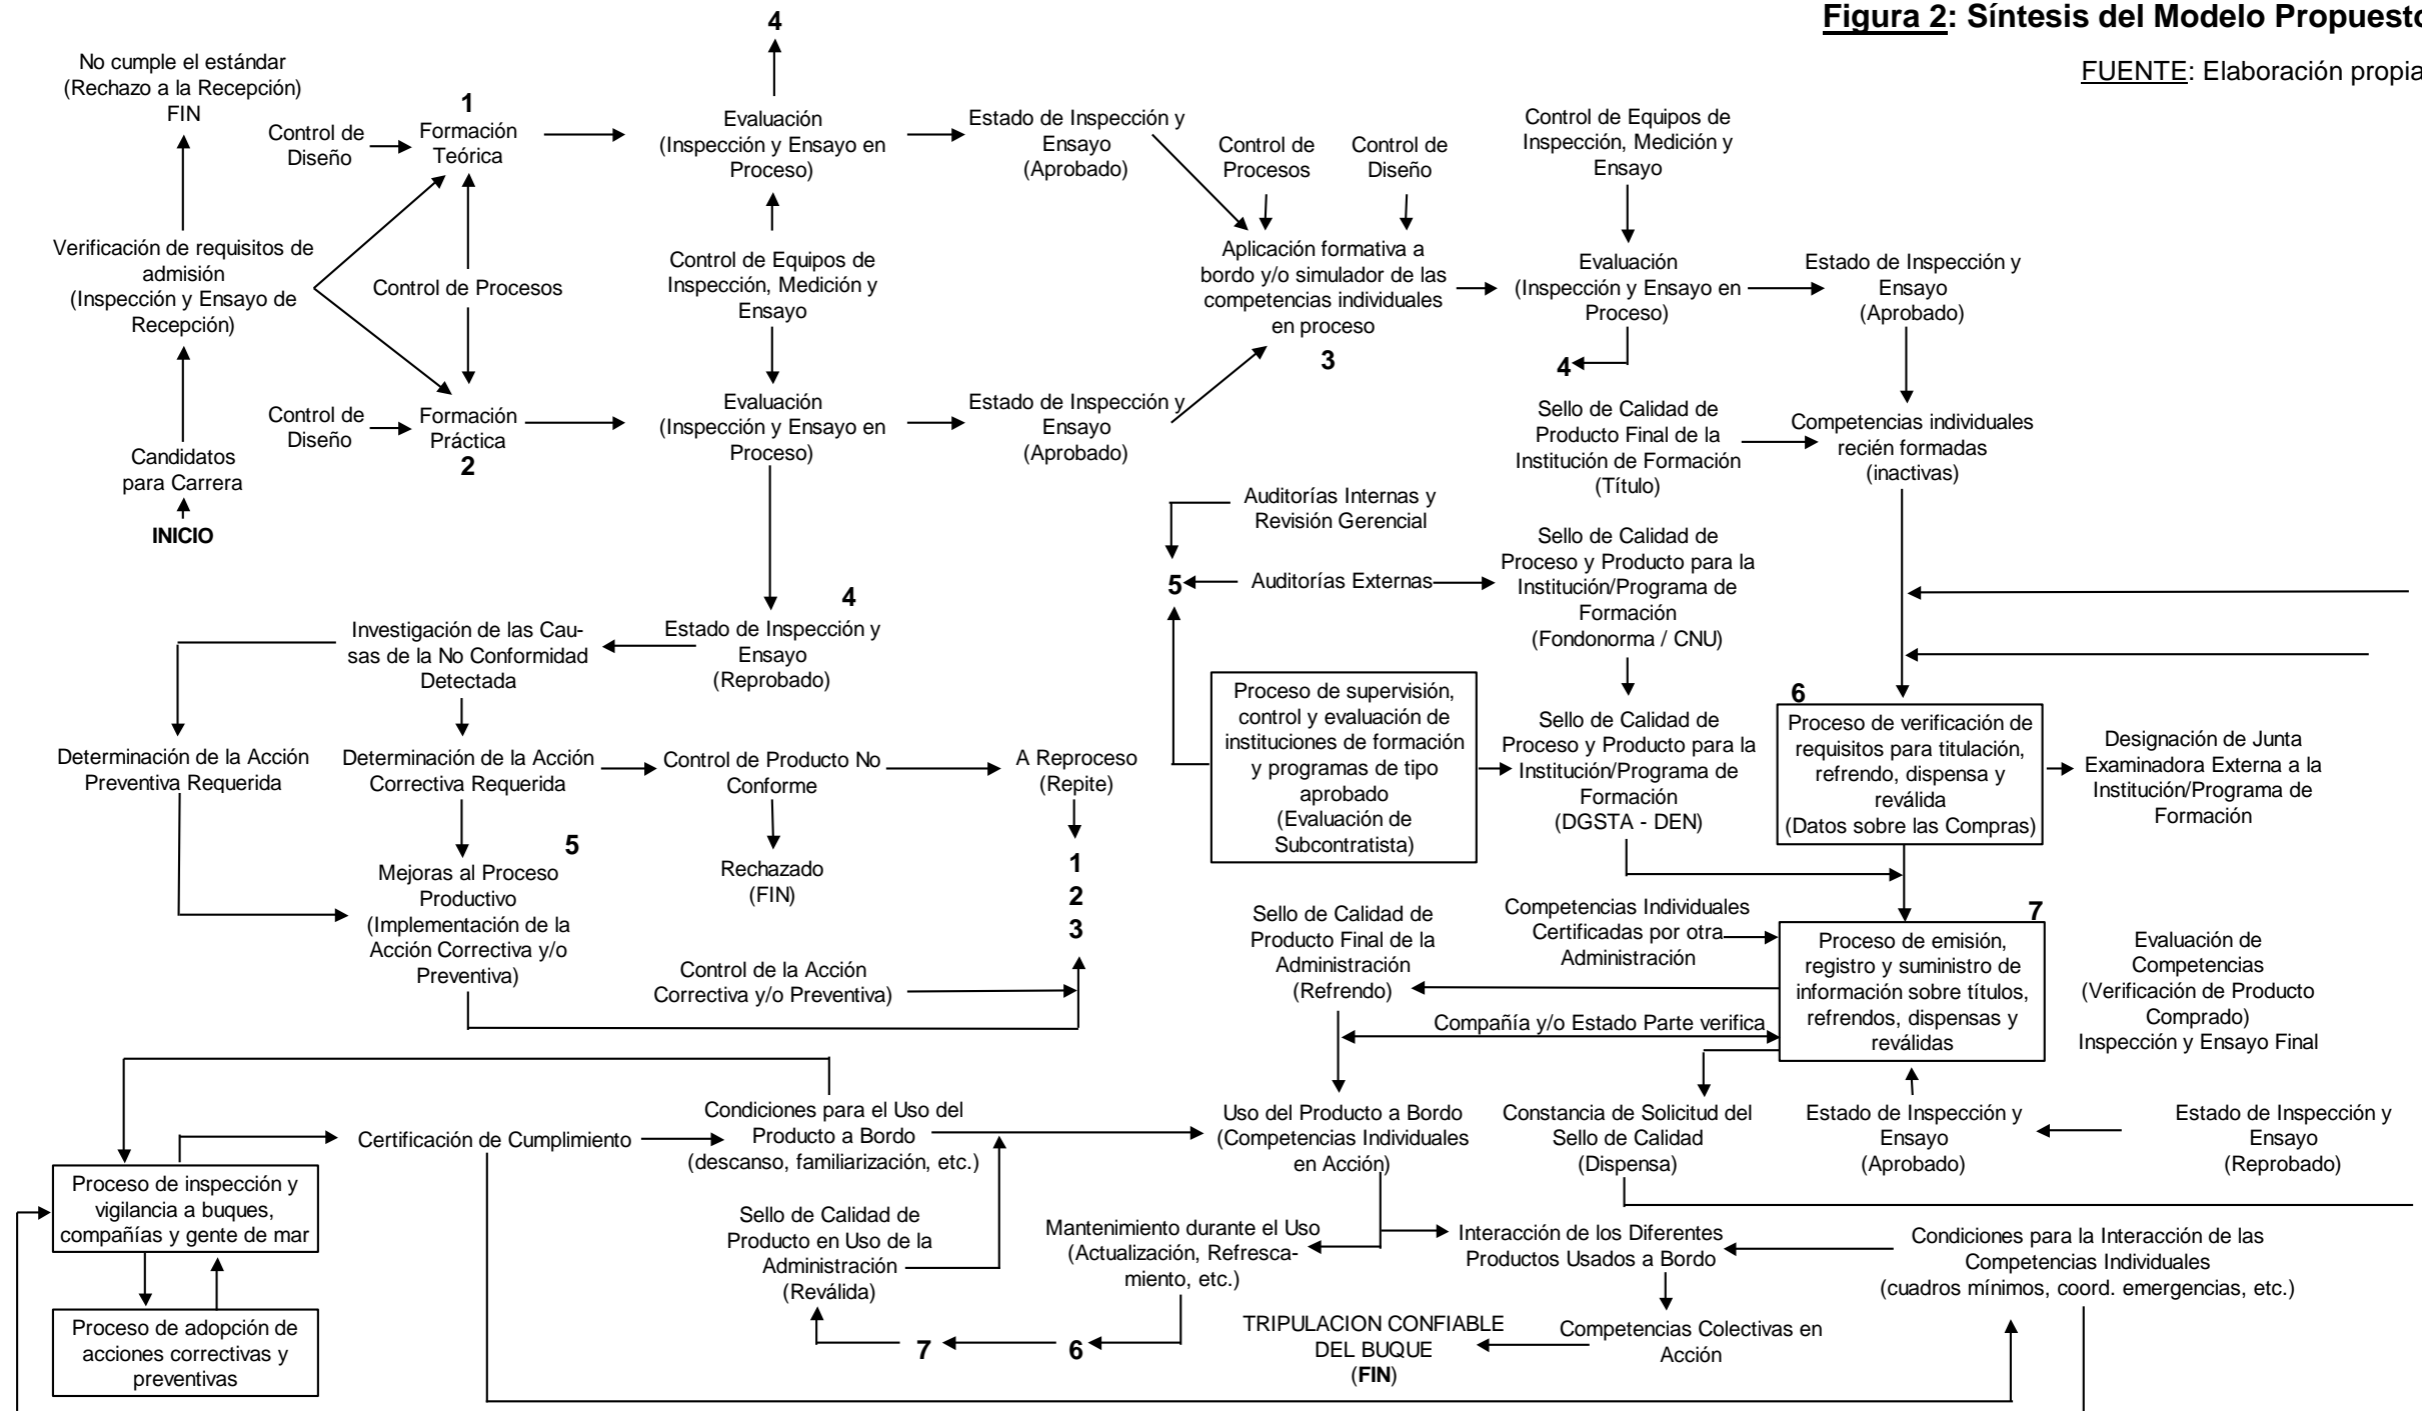 Figura 2: Síntesis del Modelo Propuesto
FUENTE: Elaboración propia
4
No cumple el estándar
(Rechazo a la Recepción)
FIN
Control de
Diseño
1
Formación
Teórica
Evaluación
(Inspección y Ensayo en
Proceso)
Estado de Inspección y
Ensayo
(Aprobado)
Control de
Procesos
Control de
Diseño
Control de Equipos de
Inspección, Medición y
Ensayo
Verificación de requisitos de
admisión
(Inspección y Ensayo de
Recepción)
Control de Procesos
Control de Equipos de
Inspección, Medición y
Ensayo
Aplicación formativa a
bordo y/o simulador de las
competencias individuales
en proceso
3
Evaluación
(Inspección y Ensayo en
Proceso)
Estado de Inspección y
Ensayo
(Aprobado)
4
Candidatos
para Carrera
INICIO
Control de
Diseño
Formación
Práctica
2
Evaluación
(Inspección y Ensayo en
Proceso)
Estado de Inspección y
Ensayo
(Aprobado)
Sello de Calidad de
Producto Final de la
Institución de Formación
(Título)
Competencias individuales
recién formadas
(inactivas)
Auditorías Internas y
Revisión Gerencial
5
Auditorías Externas
Sello de Calidad de
Proceso y Producto para la
Institución/Programa de
Formación
(Fondonorma / CNU)
Investigación de las Cau-
sas de la No Conformidad
Detectada
4
Estado de Inspección y
Ensayo
(Reprobado)
Proceso de supervisión,
control y evaluación de
instituciones de formación
y programas de tipo
aprobado
(Evaluación de
Subcontratista)
Sello de Calidad de
Proceso y Producto para la
Institución/Programa de
Formación
(DGSTA - DEN)
6
Proceso de verificación de
requisitos para titulación,
refrendo, dispensa y
reválida
(Datos sobre las Compras)
Designación de Junta
Examinadora Externa a la
Institución/Programa de
Formación
Determinación de la Acción
Preventiva Requerida
Determinación de la Acción
Correctiva Requerida
Control de Producto No
Conforme
A Reproceso
(Repite)
1
2
3
Rechazado
(FIN)
5
Mejoras al Proceso
Productivo
(Implementación de la
Acción Correctiva y/o
Preventiva)
Control de la Acción
Correctiva y/o Preventiva)
Sello de Calidad de
Producto Final de la
Administración
(Refrendo)
Competencias Individuales
Certificadas por otra
Administración
7
Proceso de emisión,
registro y suministro de
información sobre títulos,
refrendos, dispensas y
reválidas
Evaluación de
Competencias
(Verificación de Producto
Comprado)
Inspección y Ensayo Final
Compañía y/o Estado Parte verifica
Certificación de Cumplimiento
Condiciones para el Uso del
Producto a Bordo
(descanso, familiarización, etc.)
Uso del Producto a Bordo
(Competencias Individuales
en Acción)
Constancia de Solicitud del
Sello de Calidad
(Dispensa)
Estado de Inspección y
Ensayo
(Aprobado)
Estado de Inspección y
Ensayo
(Reprobado)
Proceso de inspección y
vigilancia a buques,
compañías y gente de mar
Sello de Calidad de
Producto en Uso de la
Administración
(Reválida)
Mantenimiento durante el Uso
(Actualización, Refresca-
miento, etc.)
Interacción de los Diferentes
Productos Usados a Bordo
Condiciones para la Interacción de las
Competencias Individuales
(cuadros mínimos, coord. emergencias, etc.)
Proceso de adopción de
acciones correctivas y
preventivas
7
6
TRIPULACION CONFIABLE
DEL BUQUE
(FIN)
Competencias Colectivas en
Acción